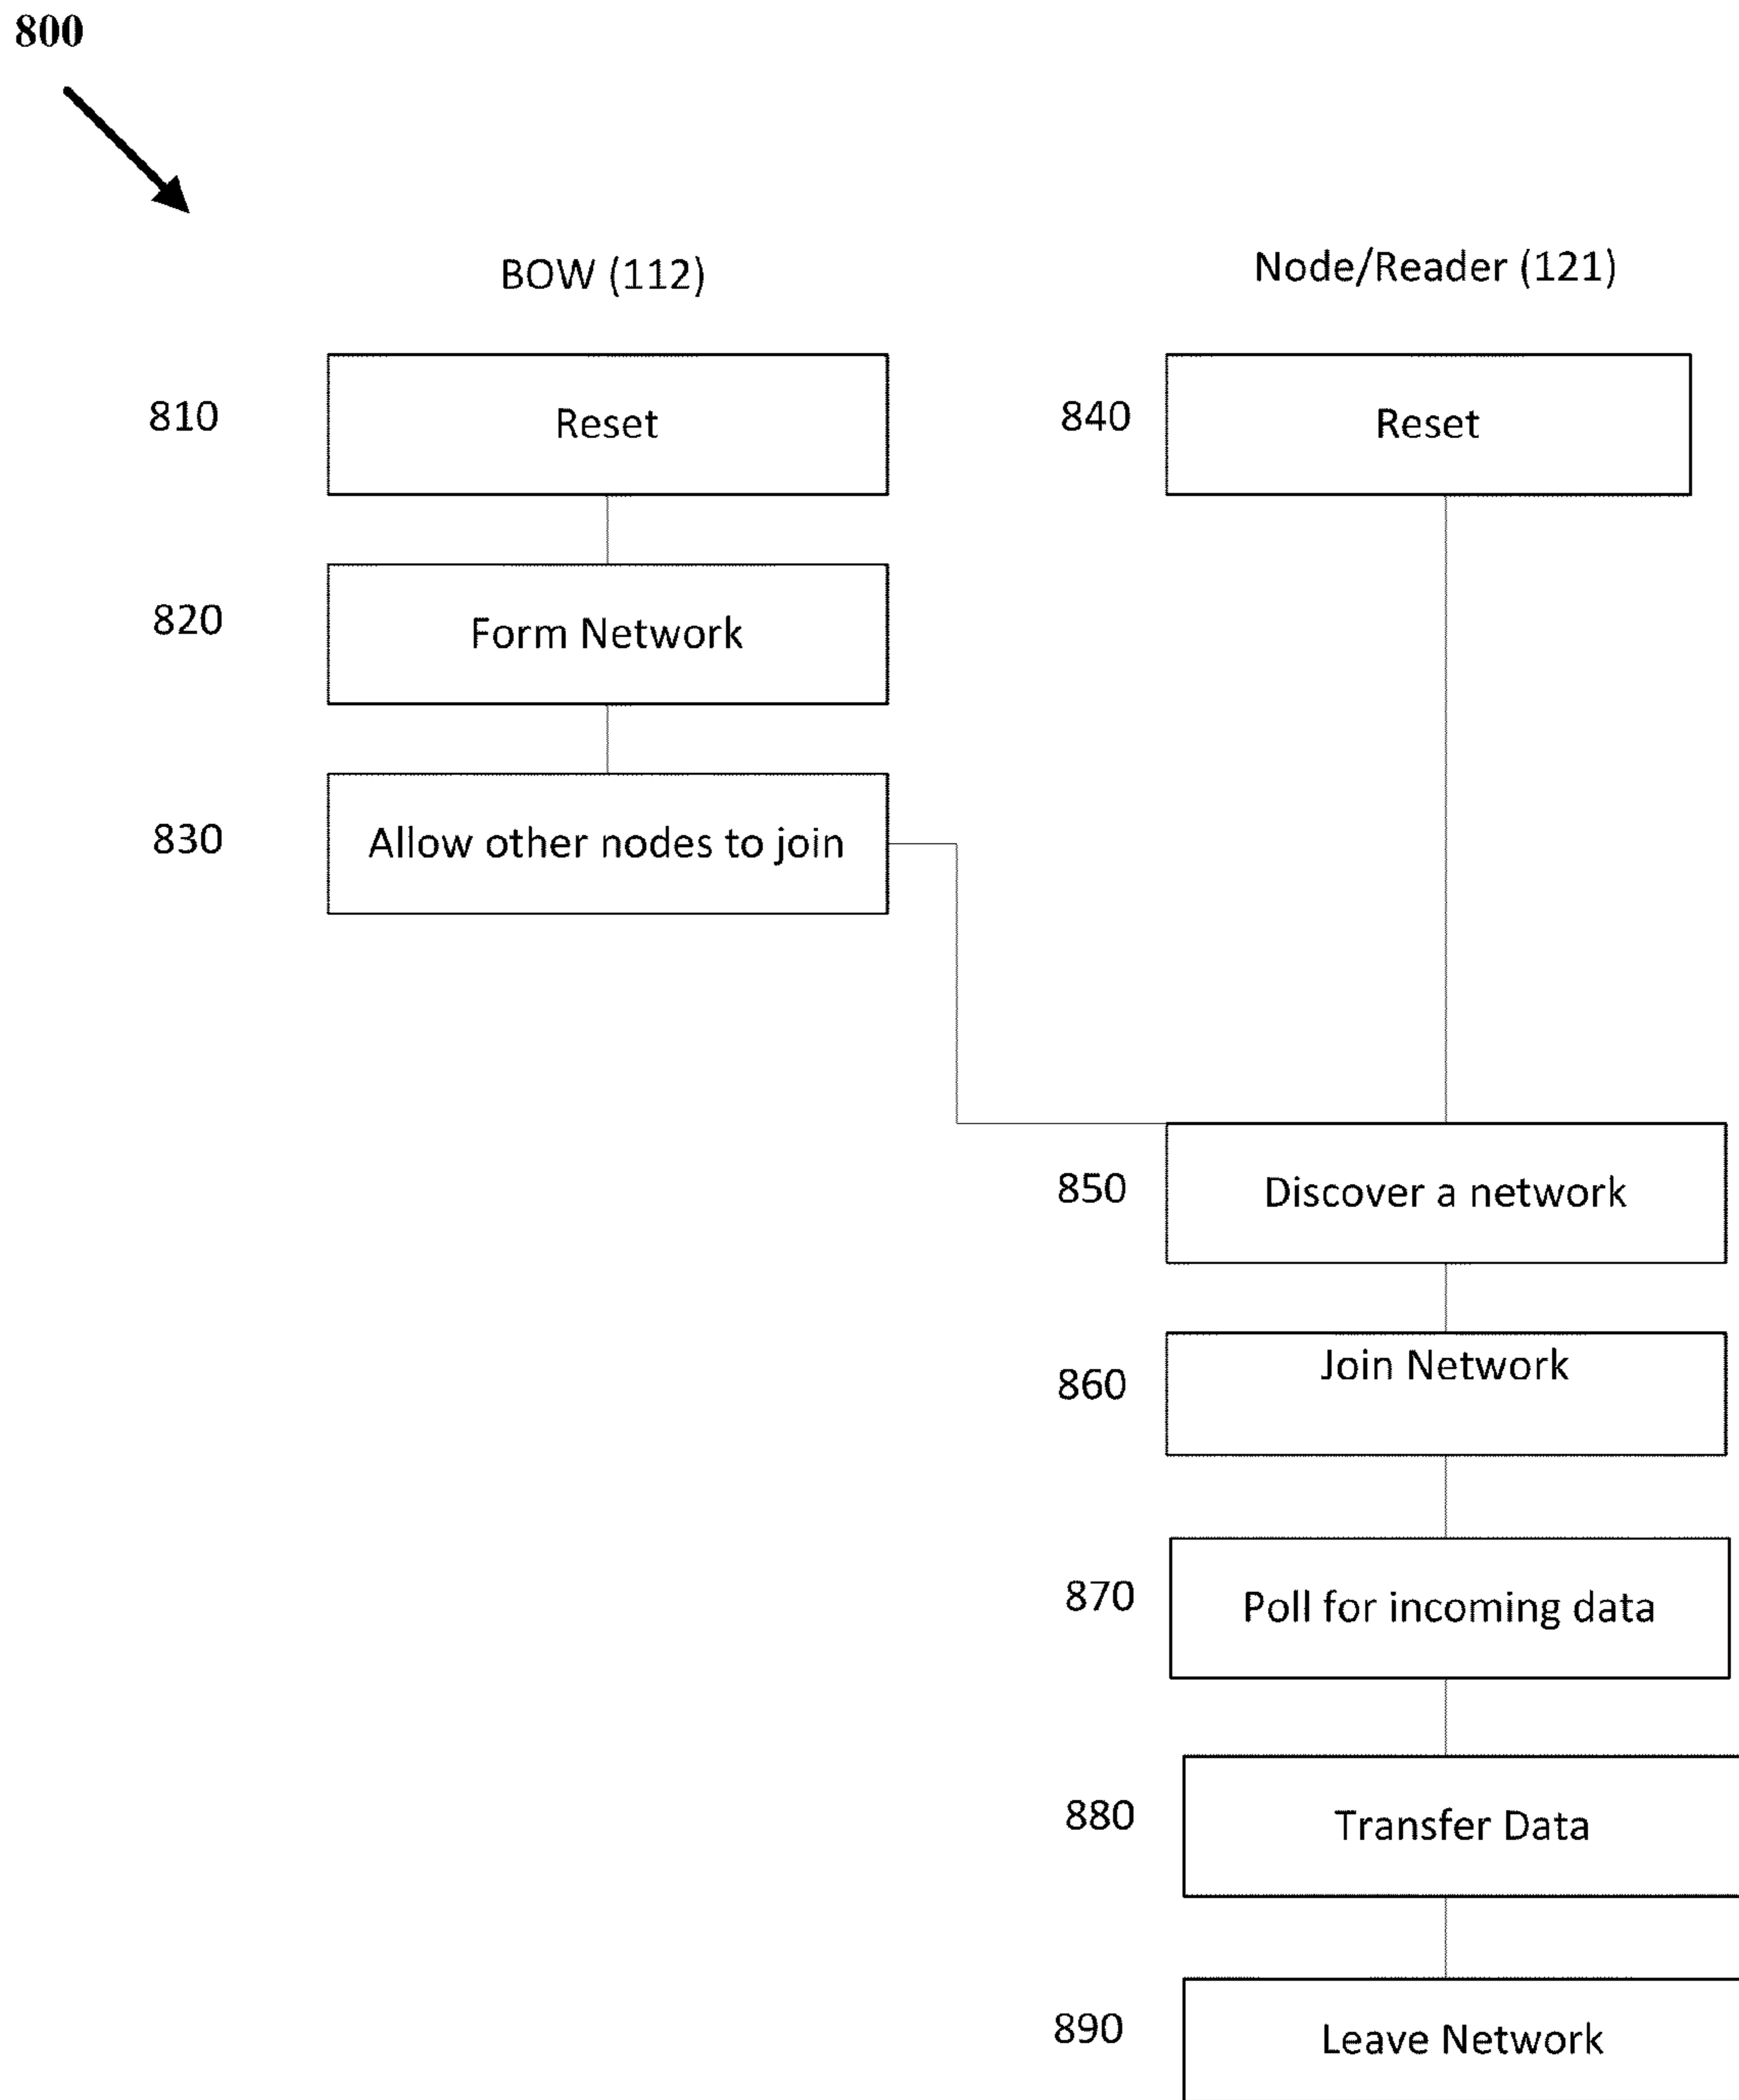 800
BOW (112)
Node/Reader (121)
810
Reset
840
Reset
820
Form Network
830
Allow other nodes to join
850
Discover a network
860
Join Network
870
Poll for incoming data
880
Transfer Data
890
Leave Network